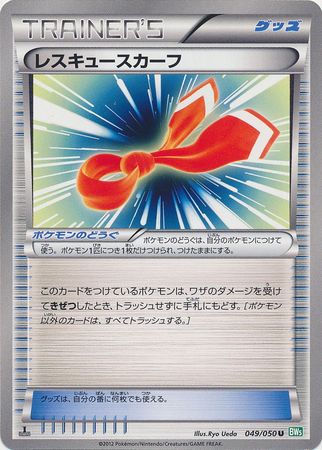 TRAINER'S
グッズ
レスキュースカーフ
ポケモンのどうぐ
ポケモンのどうぐは、自分のポケモンにつけて
使う。ポケモン1匹につき1枚だけつけられ、つけたままにする。
このカードをつけているポケモンは、ワザのダメージを受け
てきぜつしたとき、トラッシュせずに手札にもどす。[ポケモン
以外のカードは、すべてトラッシュする。]
グッズは、自分の番に何枚でも使える。
Illus.Ryo Ueda 049/050 U BW5
©2012 Pokémon/Nintendo/Creatures/GAME FREAK.